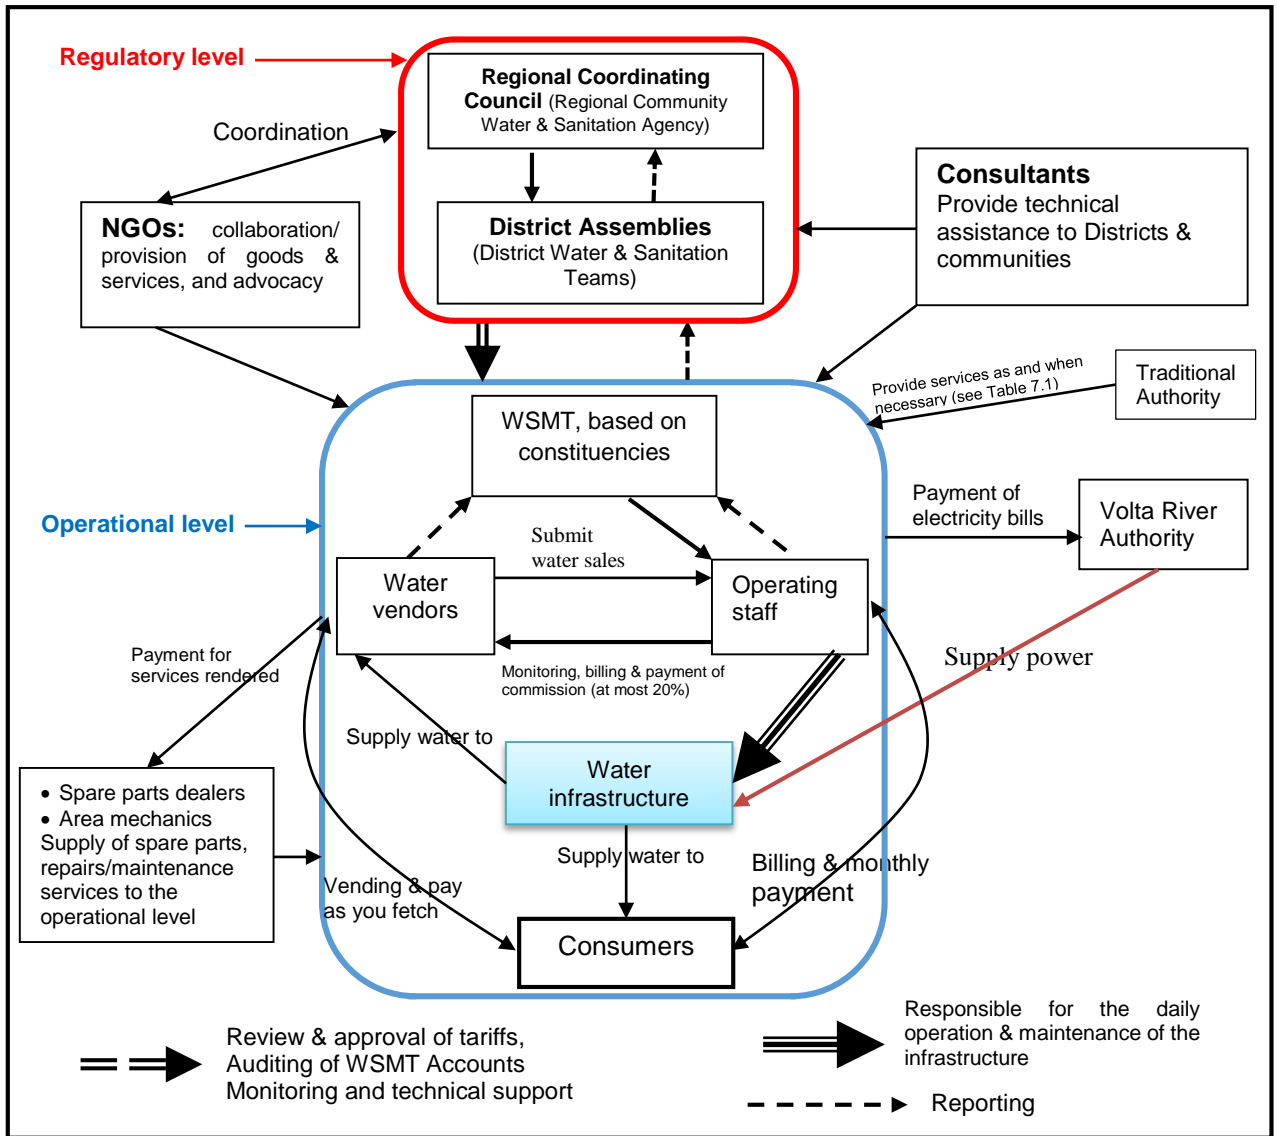 Regulatory level
Regional Coordinating
Council (Regional Community
Water & Sanitation Agency)
Coordination
Consultants
Provide technical
assistance to Districts &
communities
NGOs: collaboration/
provision of goods &
services, and advocacy
District Assemblies
(District Water & Sanitation
Teams)
Provide services as and when
necessary (see Table 7.1)
Traditional
Authority
WSMT, based on
constituencies
Operational level
Payment of
electricity bills
Volta River
Authority
Submit
water sales
Water
vendors
Operating
staff
Payment for
services rendered
Monitoring, billing & payment of
commission (at most 20%)
Supply power
Supply water to
Water
infrastructure
• Spare parts dealers
• Area mechanics
Supply of spare parts,
repairs/maintenance
services to the
operational level
Supply water to
Billing & monthly
payment
Vending & pay
as you fetch
Consumers
Review & approval of tariffs,
Auditing of WSMT Accounts
Monitoring and technical support
Responsible for the daily
operation & maintenance of the
infrastructure
Reporting